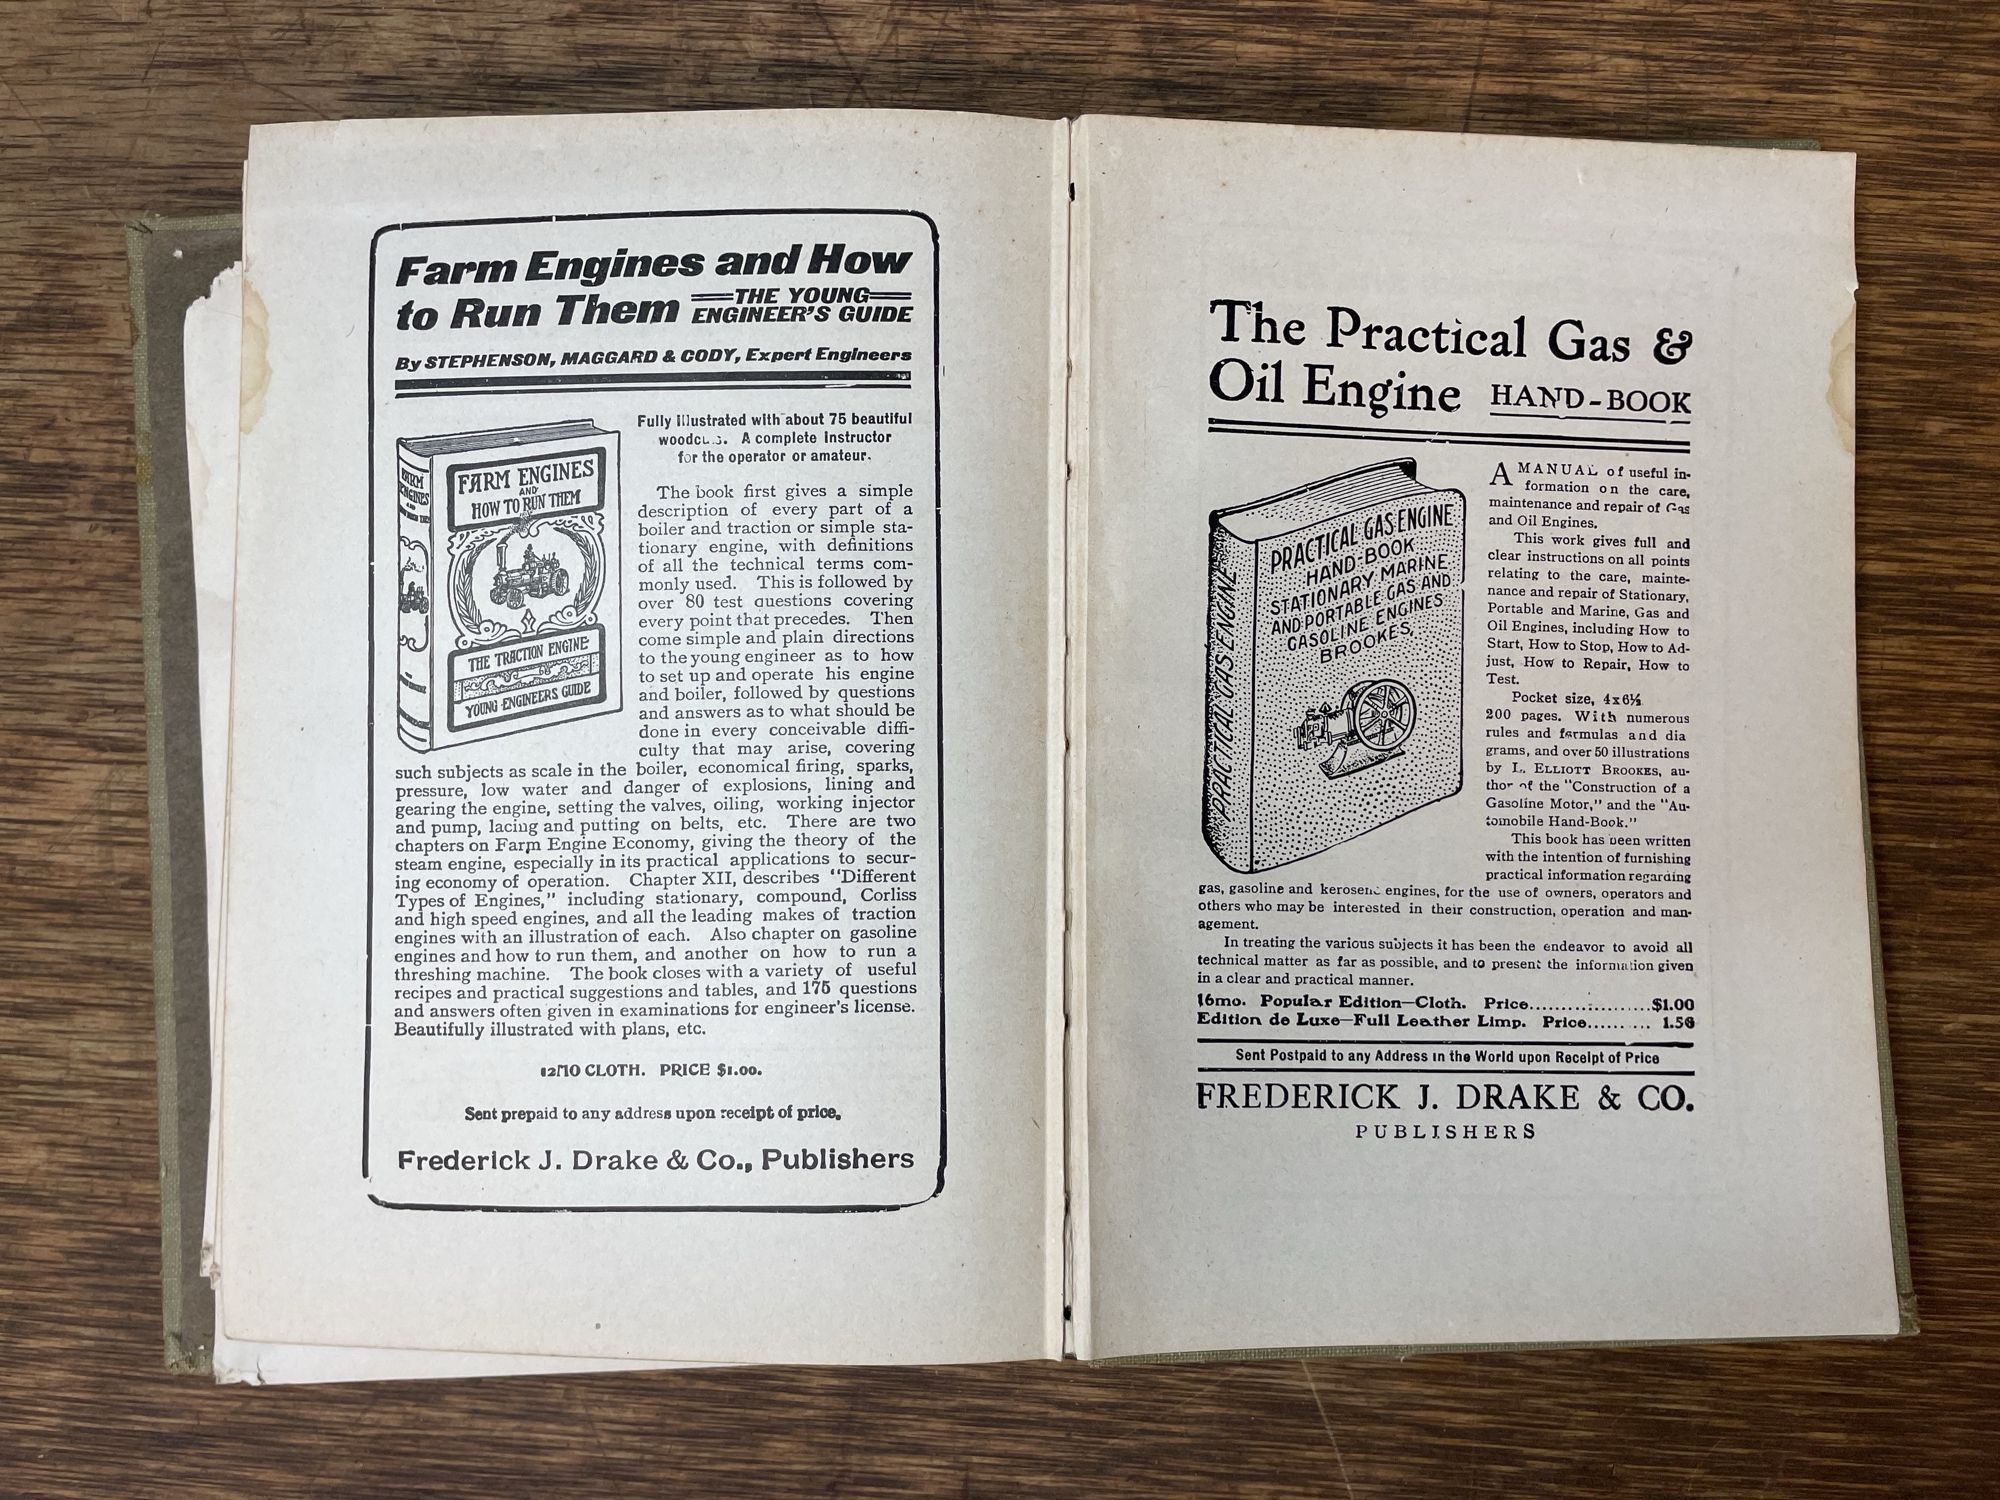 Farm Engines and How
to Run Them THE YOUNG
ENGINEER'S GUIDE
By STEPHENSON, MAGGARD & CODY, Expert Engineers
FARM ENGINES
AND
HOW TO RUN THEM
THE TRACTION ENGINE
YOUNG ENGINEERS GUIDE
FARM
ENGINES
AND
Fully Illustrated with about 75 beautiful
A complete Instructor
for the operator or amateur.
The book first gives a simple
description of every part of a
boiler and traction or simple sta-
tionary engine, with definitions
of all the technical terms com-
monly used. This is followed by
over 80 test questions covering
every point that precedes. Then
come simple and plain directions
to the young engineer as to how
to set up and operate his engine
and boiler, followed by questions
and answers as to what should be
done in every conceivable diffi-
culty that may arise, covering
such subjects as scale in the boiler, economical firing, sparks,
pressure, low water and danger of explosions, lining and
gearing the engine, setting the valves, oiling, working injector
and pump, lacing and putting on belts, etc. There are two
chapters on Farm Engine Economy, giving the theory of the
steam engine, especially in its practical applications to secur-
ing economy of operation. Chapter XII, describes "Different
Types of Engines," including stationary, compound, Corliss
and high speed engines, and all the leading makes of traction
engines with an illustration of each. Also chapter on gasoline
engines and how to run them, and another on how to run a
threshing machine. The book closes with a variety of useful
recipes and practical suggestions and tables, and 175 questions
and answers often given in examinations for engineer's license.
Beautifully illustrated with plans, etc.
12MO CLOTH. PRICE $1.00.
Sent prepaid to any address upon receipt of price.
Frederick J. Drake & Co., Publishers
The Practical Gas &
Oil Engine HAND-BOOK
PRACTICAL GAS ENGINE
PRACTICAL GAS ENGINE
HAND-BOOK
STATIONARY MARINE
AND PORTABLE GAS AND
GASOLINE ENGINES
BROOKES.
A MANUAL of useful in-
formation on the care,
maintenance and repair of Gas
and Oil Engines.
This work gives full and
clear instructions on all points
relating to the care, mainte-
nance and repair of Stationary,
Portable and Marine, Gas and
Oil Engines, including How to
Start, How to Stop, How to Ad-
just, How to Repair, How to
Test.
Pocket size, 4x6½
200 pages. With numerous
rules and formulas and dia
grams, and over 50 illustrations
by L. ELLIOTT BROOKES, au-
thor of the "Construction of a
Gasoline Motor," and the "Au-
tomobile Hand-Book."
This book has been written
with the intention of furnishing
practical information regarding
gas, gasoline and kerosene engines, for the use of owners, operators and
others who may be interested in their construction, operation and man-
agement.
In treating the various subjects it has been the endeavor to avoid all
technical matter as far as possible, and to present the information given
in a clear and practical manner.
16mo. Popular Edition—Cloth. Price...................$1.00
Edition de Luxe—Full Leather Limp. Price......... 1.50
Sent Postpaid to any Address in the World upon Receipt of Price
FREDERICK J. DRAKE & CO.
PUBLISHERS